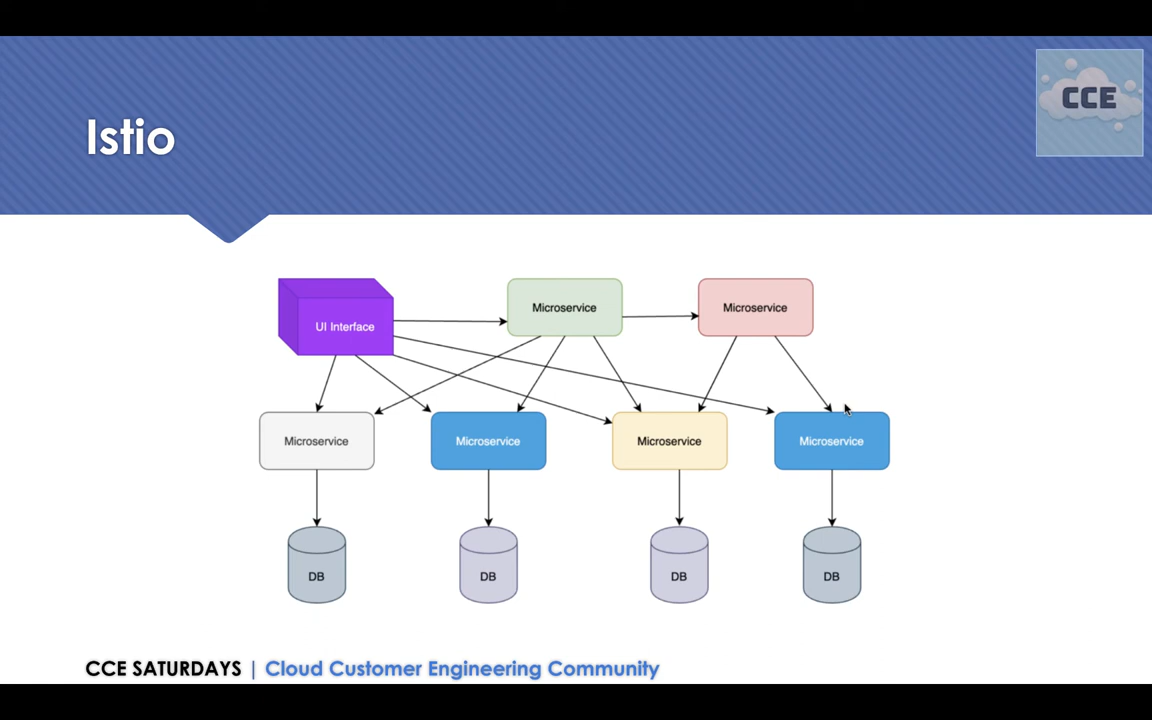 CCE
Istio
UI Interface
Microservice
Microservice
Microservice
Microservice
Microservice
Microservice
DB
DB
DB
DB
CCE SATURDAYS | Cloud Customer Engineering Community